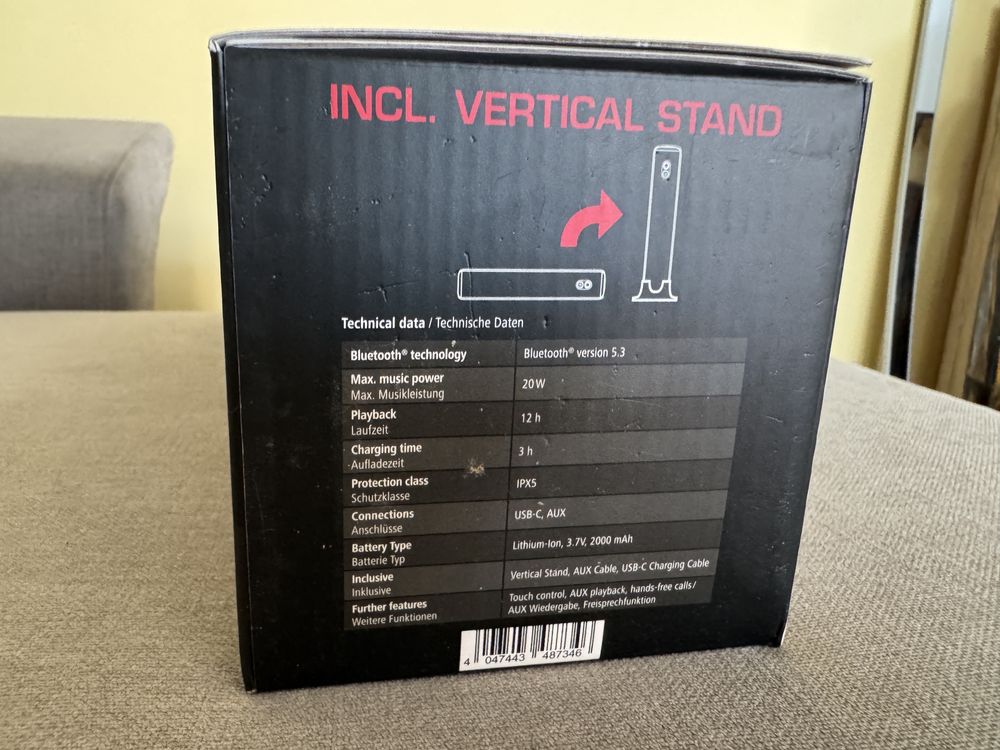 INCL. VERTICAL STAND
Technical data / Technische Daten
Bluetooth® technology
Bluetooth® version 5.3
Max. music power
Max. Musikleistung
20 W
Playback
Laufzeit
12 h
Charging time
Aufladezeit
3 h
Protection class
Schutzklasse
IPX5
Connections
Anschlüsse
USB-C, AUX
Battery Type
Batterie Typ
Lithium-Ion, 3.7V, 2000 mAh
Inclusive
Inklusive
Vertical Stand, AUX Cable, USB-C Charging Cable
Further features
Weitere Funktionen
Touch control, AUX playback, hands-free calls/
AUX Wiedergabe, Freisprechfunktion
4 047443 487346